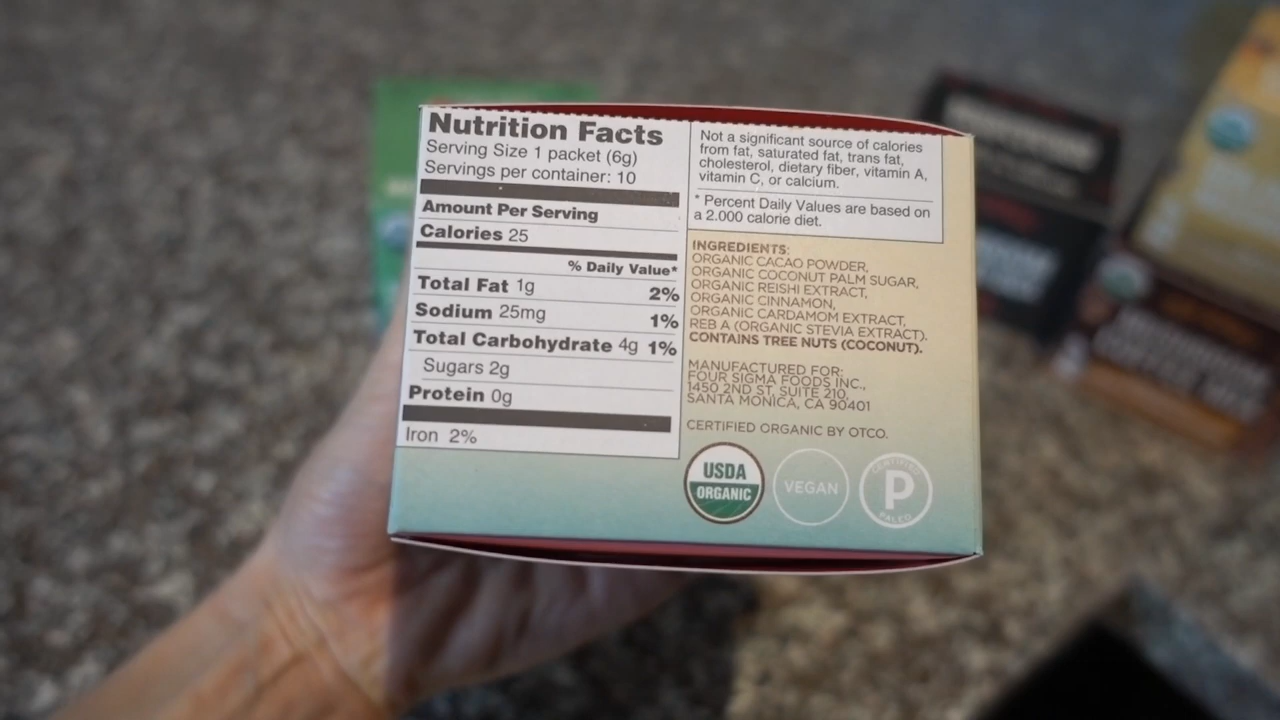 Nutrition Facts
Serving Size 1 packet (6g)
Servings per container: 10
Amount Per Serving
Calories 25
% Daily Value*
Total Fat 1g 2%
Sodium 25mg 1%
Total Carbohydrate 4g 1%
Sugars 2g
Protein 0g
Iron 2%
Not a significant source of calories
from fat, saturated fat, trans fat,
cholesterol, dietary fiber, vitamin A,
vitamin C, or calcium.
* Percent Daily Values are based on
a 2.000 calorie diet.
INGREDIENTS:
ORGANIC CACAO POWDER,
ORGANIC COCONUT PALM SUGAR,
ORGANIC REISHI EXTRACT,
ORGANIC CINNAMON,
ORGANIC CARDAMOM EXTRACT,
REB A (ORGANIC STEVIA EXTRACT).
CONTAINS TREE NUTS (COCONUT).
MANUFACTURED FOR:
FOUR SIGMA FOODS INC.,
1450 2ND ST, SUITE 210,
SANTA MONICA, CA 90401
CERTIFIED ORGANIC BY OTCO.
USDA
ORGANIC
VEGAN
CERTIFIED
P
PALEO